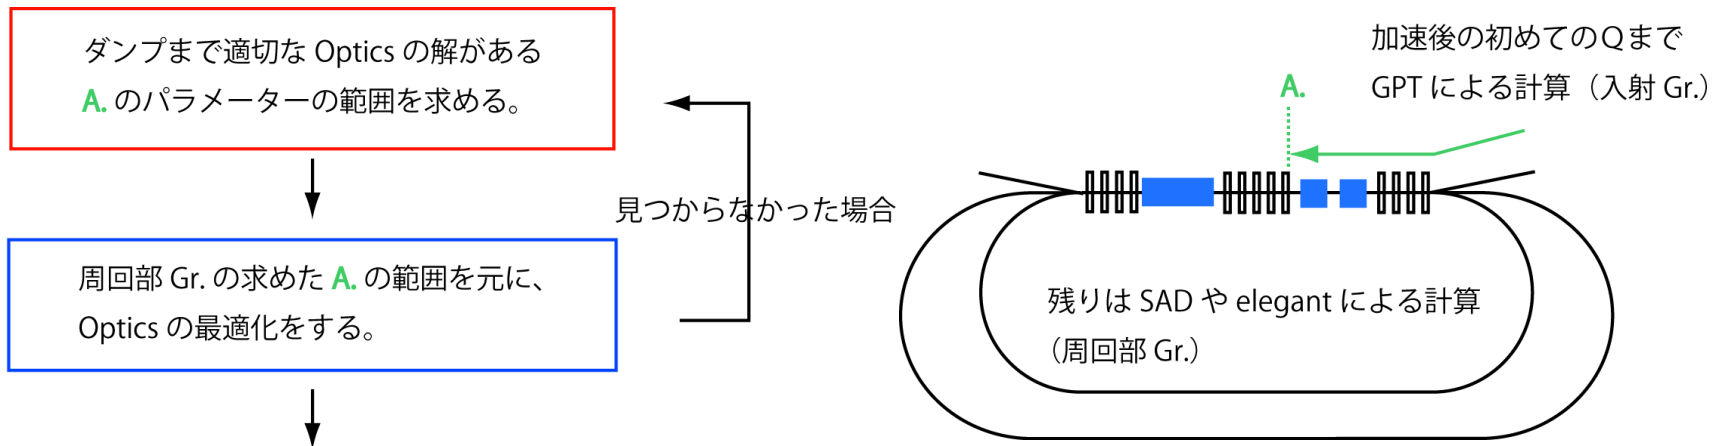 ダンプまで適切な Optics の解がある
A. のパラメーターの範囲を求める。
見つからなかった場合
周回部 Gr. の求めた A. の範囲を元に、
Optics の最適化をする。
加速後の初めてのQまで
GPT による計算（入射 Gr.）
A.
残りは SAD や elegant による計算
（周回部 Gr.）